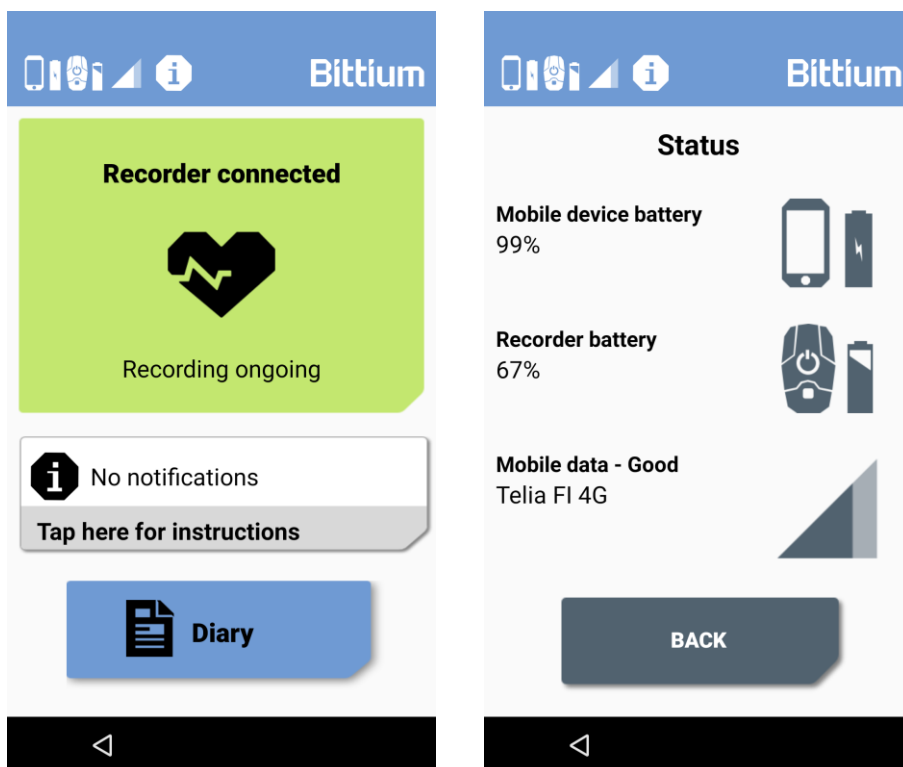 Bittium
Recorder connected
Recording ongoing
No notifications
Tap here for instructions
Diary
Bittium
Status
Mobile device battery
99%
Recorder battery
67%
Mobile data - Good
Telia FI 4G
BACK